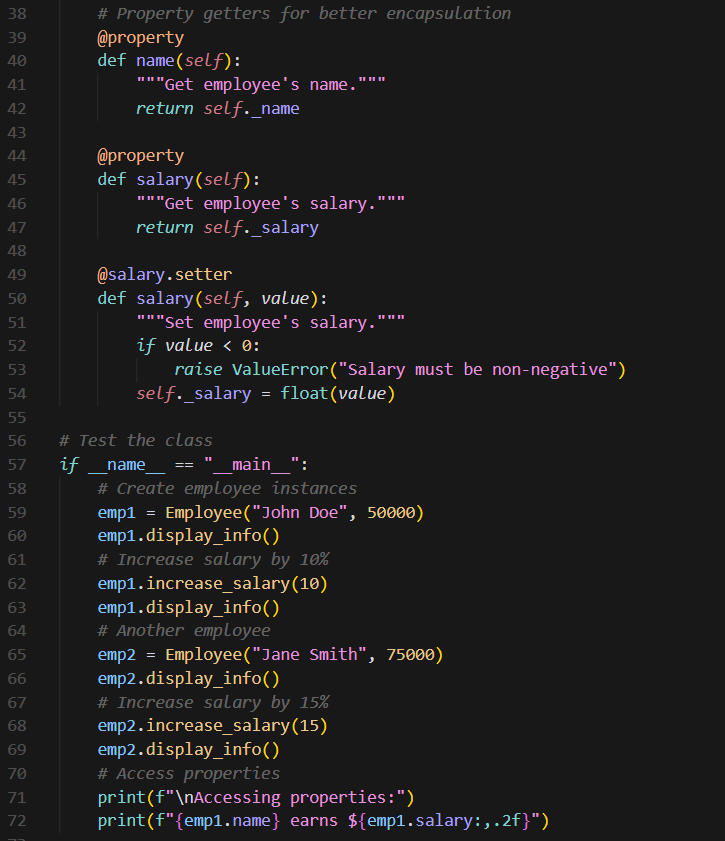 38 # Property getters for better encapsulation
39 @property
40 def name(self):
41 """Get employee's name."""
42 return self._name
43
44 @property
45 def salary(self):
46 """Get employee's salary."""
47 return self._salary
48
49 @salary.setter
50 def salary(self, value):
51 """Set employee's salary."""
52 if value < 0:
53 raise ValueError("Salary must be non-negative")
54 self._salary = float(value)
55
56 # Test the class
57 if __name__ == "__main__":
58 # Create employee instances
59 emp1 = Employee("John Doe", 50000)
60 emp1.display_info()
61 # Increase salary by 10%
62 emp1.increase_salary(10)
63 emp1.display_info()
64 # Another employee
65 emp2 = Employee("Jane Smith", 75000)
66 emp2.display_info()
67 # Increase salary by 15%
68 emp2.increase_salary(15)
69 emp2.display_info()
70 # Access properties
71 print(f"\nAccessing properties:")
72 print(f"{emp1.name} earns ${emp1.salary:,.2f}")